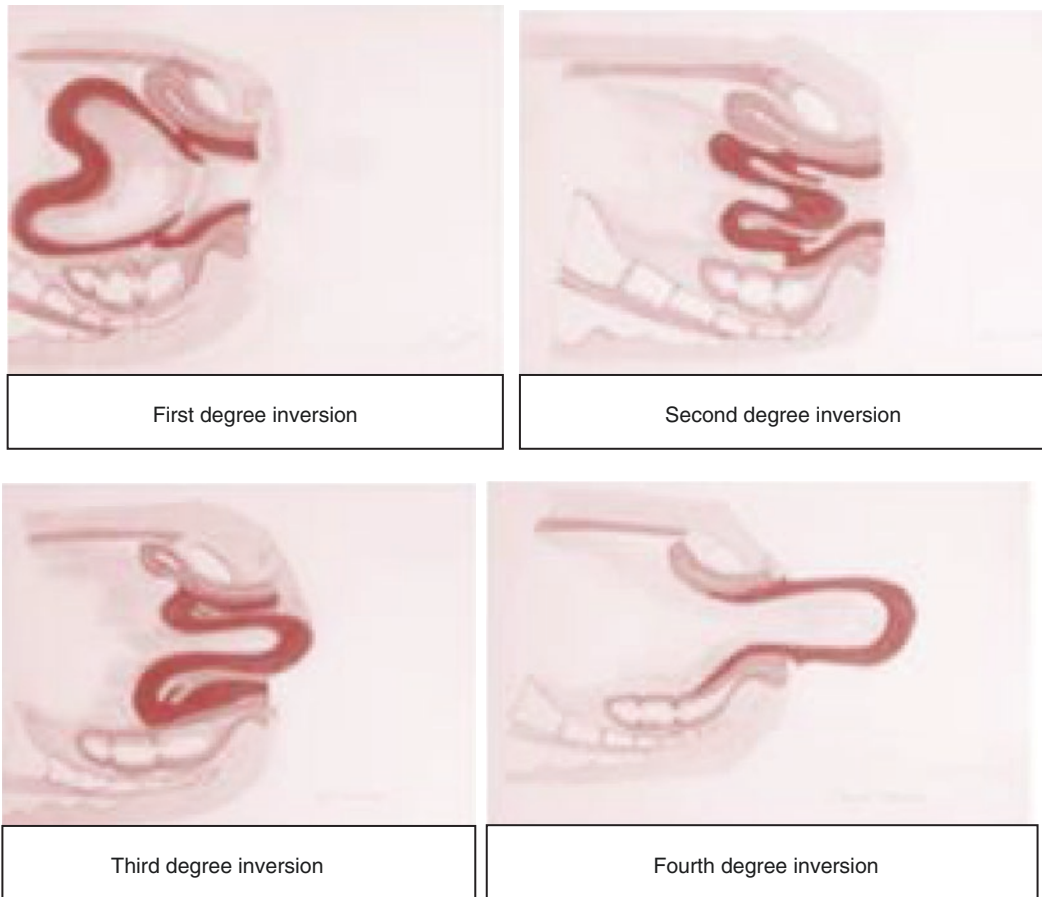 First degree inversion
Second degree inversion
Third degree inversion
Fourth degree inversion